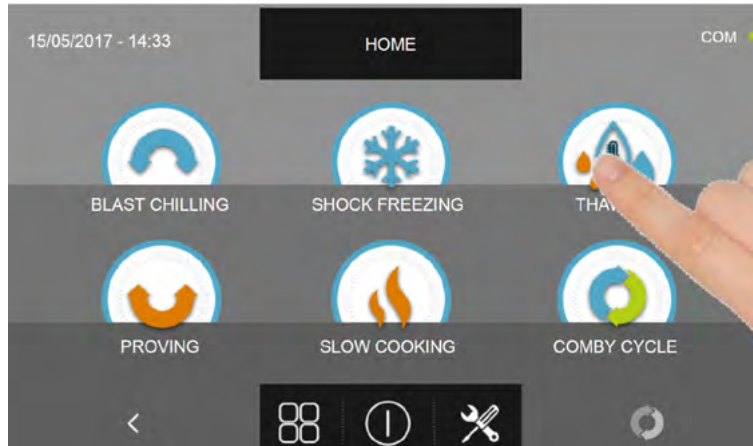 15/05/2017 - 14:33
HOME
COM
BLAST CHILLING
SHOCK FREEZING
PROVING
SLOW COOKING
COMBY CYCLE